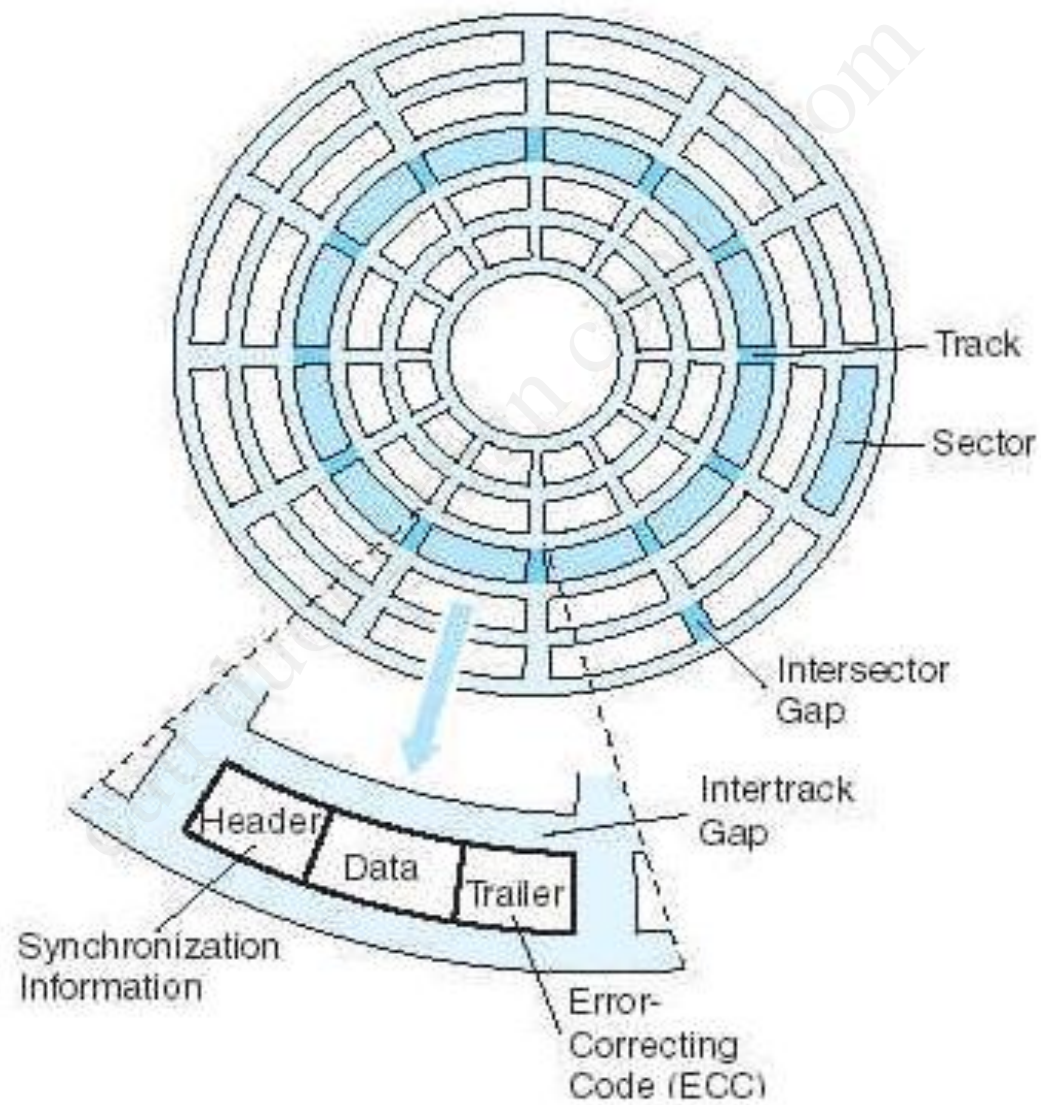 Track
Sector
Intersector
Gap
Intertrack
Gap
Header
Data
Trailer
Synchronization
Information
Error-
Correcting
Code (ECC)